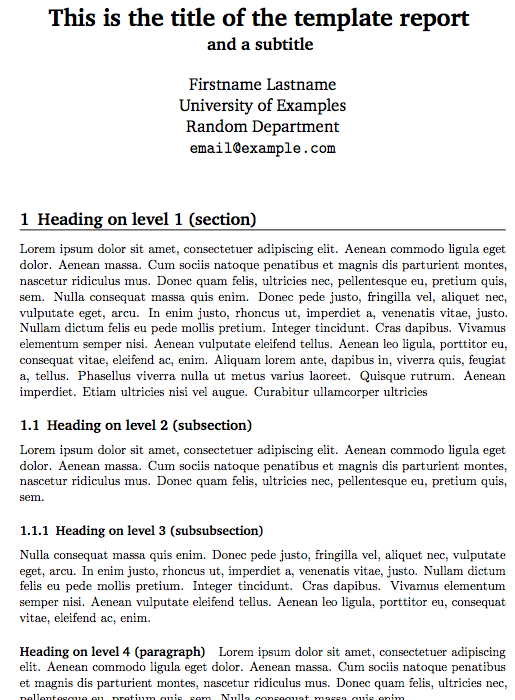 This is the title of the template report
and a subtitle
Firstname Lastname
University of Examples
Random Department
email@example.com
1 Heading on level 1 (section)
Lorem ipsum dolor sit amet, consectetuer adipiscing elit. Aenean commodo ligula eget
dolor. Aenean massa. Cum sociis natoque penatibus et magnis dis parturient montes,
nascetur ridiculus mus. Donec quam felis, ultricies nec, pellentesque eu, pretium quis,
sem. Nulla consequat massa quis enim. Donec pede justo, fringilla vel, aliquet nec,
vulputate eget, arcu. In enim justo, rhoncus ut, imperdiet a, venenatis vitae, justo.
Nullam dictum felis eu pede mollis pretium. Integer tincidunt. Cras dapibus. Vivamus
elementum semper nisi. Aenean vulputate eleifend tellus. Aenean leo ligula, porttitor eu,
consequat vitae, eleifend ac, enim. Aliquam lorem ante, dapibus in, viverra quis, feugiat
a, tellus. Phasellus viverra nulla ut metus varius laoreet. Quisque rutrum. Aenean
imperdiet. Etiam ultricies nisi vel augue. Curabitur ullamcorper ultricies
1.1 Heading on level 2 (subsection)
Lorem ipsum dolor sit amet, consectetuer adipiscing elit. Aenean commodo ligula eget
dolor. Aenean massa. Cum sociis natoque penatibus et magnis dis parturient montes,
nascetur ridiculus mus. Donec quam felis, ultricies nec, pellentesque eu, pretium quis,
sem.
1.1.1 Heading on level 3 (subsubsection)
Nulla consequat massa quis enim. Donec pede justo, fringilla vel, aliquet nec, vulputate
eget, arcu. In enim justo, rhoncus ut, imperdiet a, venenatis vitae, justo. Nullam dictum
felis eu pede mollis pretium. Integer tincidunt. Cras dapibus. Vivamus elementum
semper nisi. Aenean vulputate eleifend tellus. Aenean leo ligula, porttitor eu, consequat
vitae, eleifend ac, enim.
Heading on level 4 (paragraph) Lorem ipsum dolor sit amet, consectetuer adipiscing
elit. Aenean commodo ligula eget dolor. Aenean massa. Cum sociis natoque penatibus
et magnis dis parturient montes, nascetur ridiculus mus. Donec quam felis, ultricies nec,
pellentesque eu, pretium quis, sem. Nulla consequat massa quis enim.